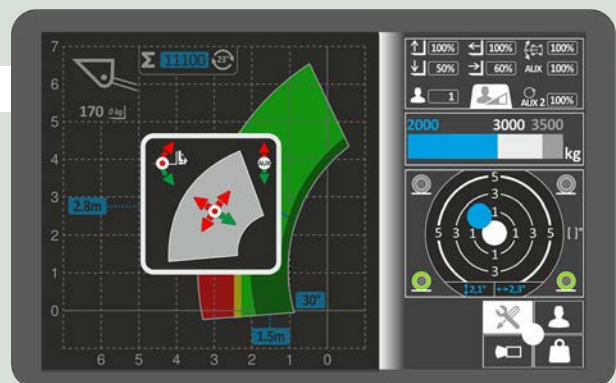 7
6
5
4
3
2
1
0
Σ 11100 23°
170 0 kg
AUX
2.8m
30°
1.5m
6 5 4 3 2 1 0
100% 100% 100%
50% 60% AUX 100%
1 AUX 2 100%
2000 3000 3500
kg
5
3
1
5 3 1 1 3 5 [ ]°
1
3
2,1° 2,3°